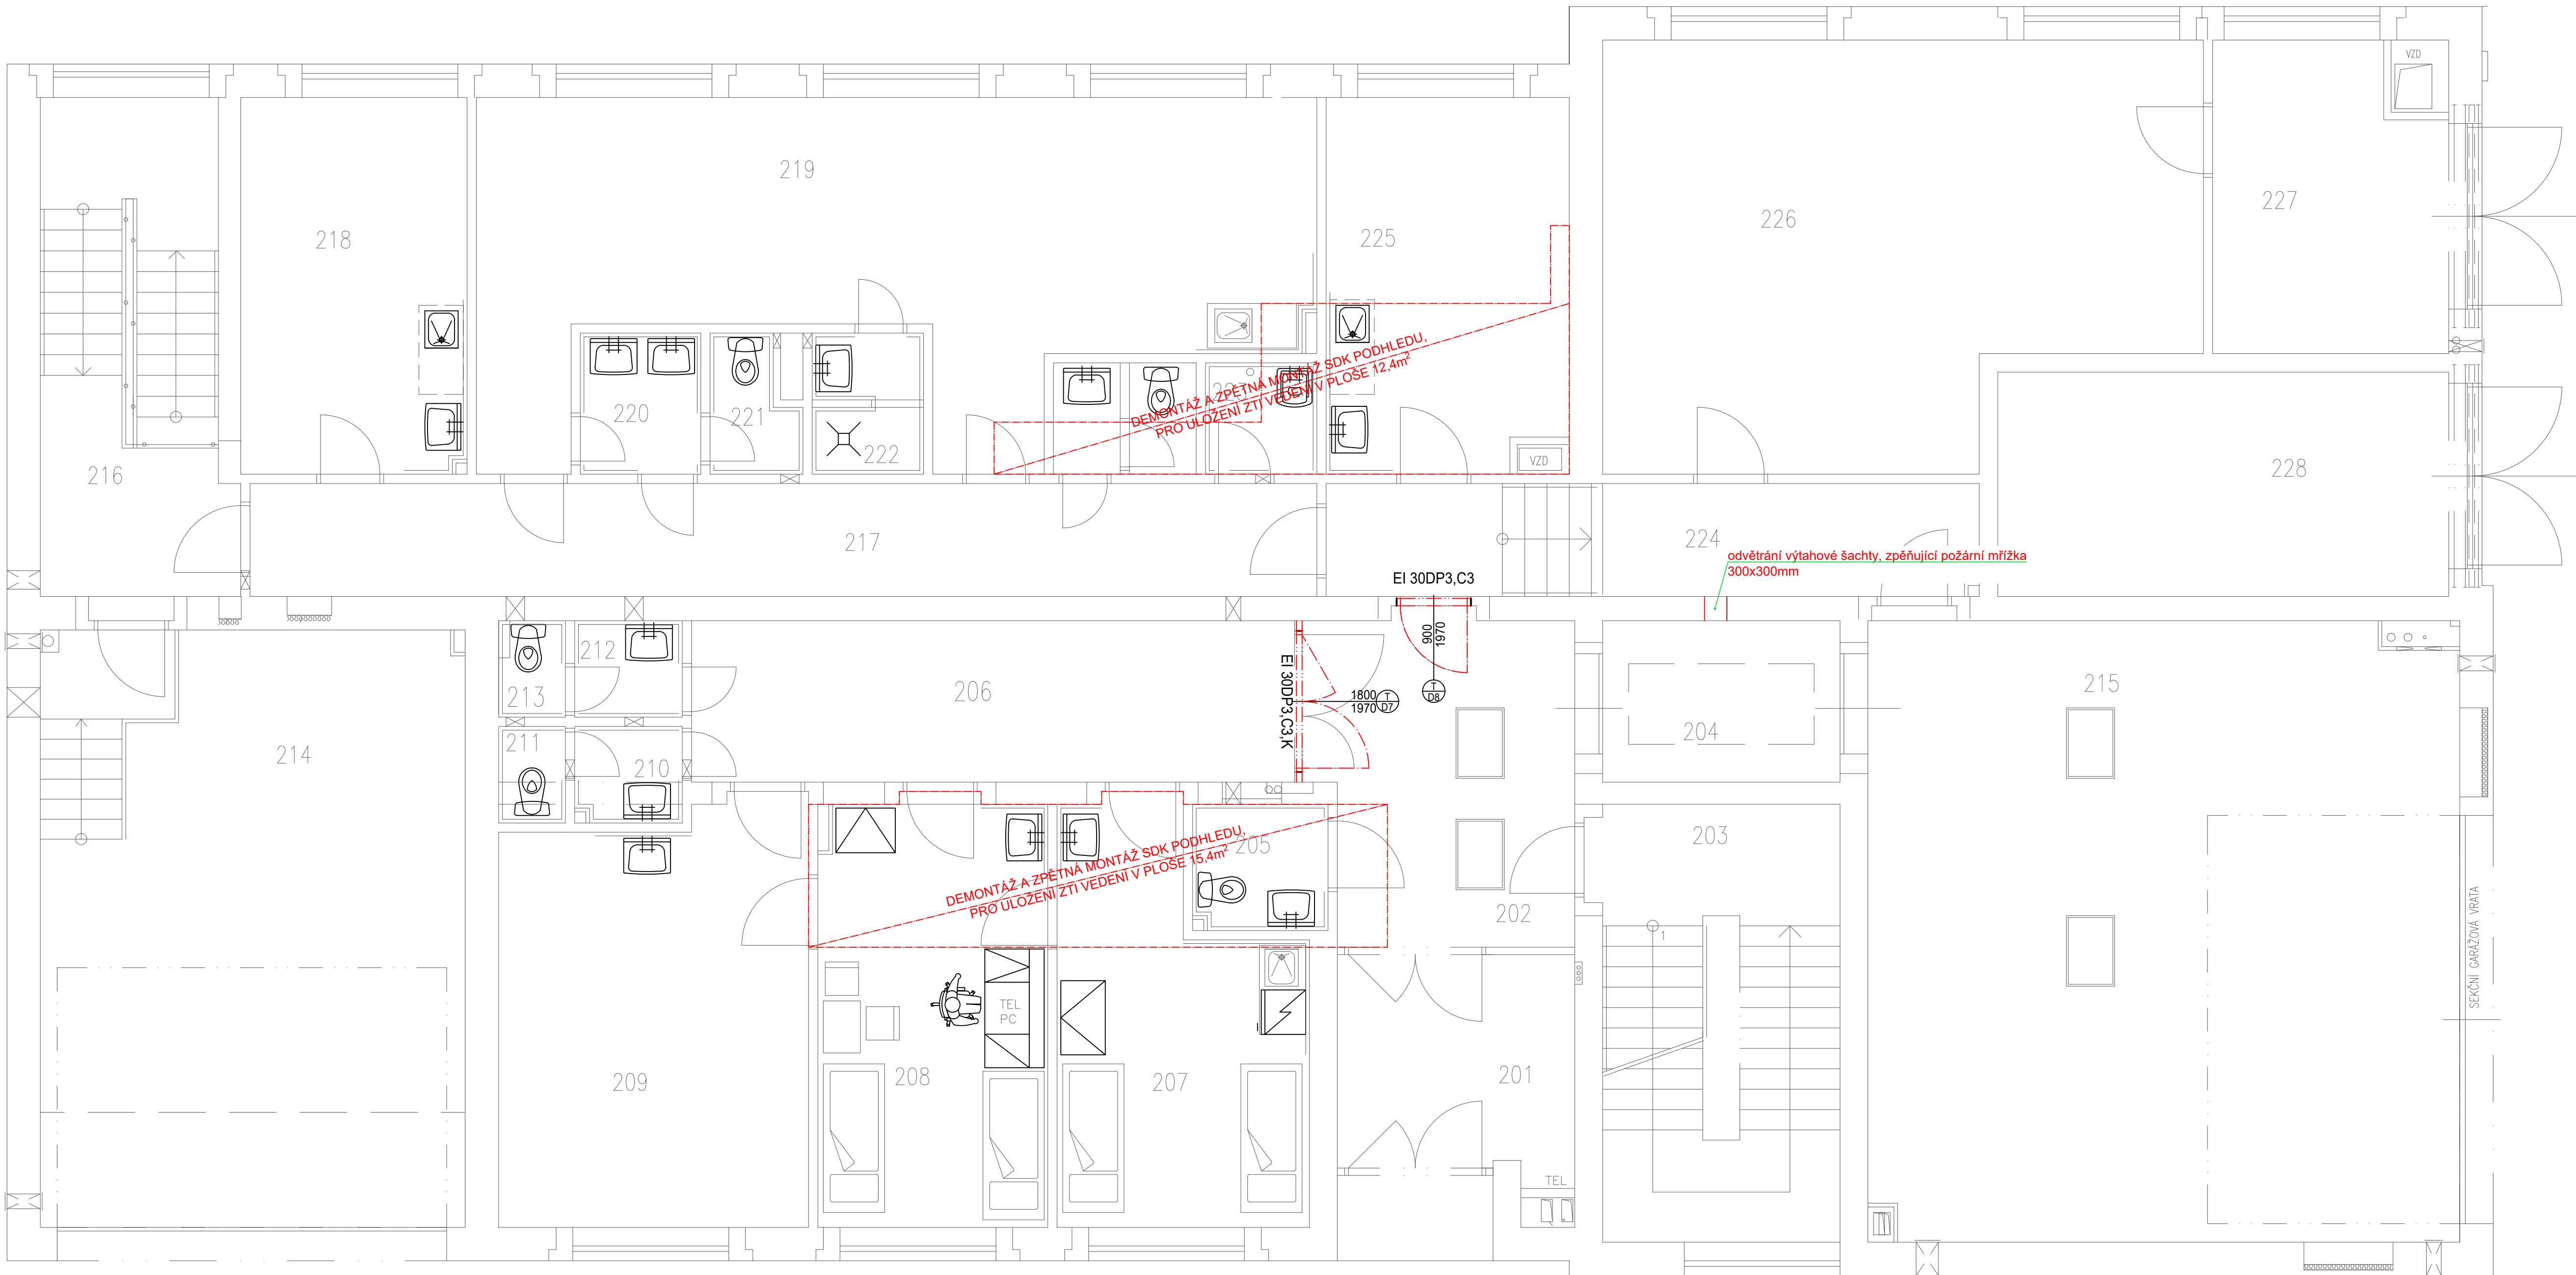 VZD
219
227
218
226
225
DEMONTÁŽ A ZPĚTNÁ MONTÁŽ SDK PODHLEDU,
PRO ULOŽENÍ ZTI VEDENÍ V PLOŠE 12,4m²
220
221
222
VZD
216
228
217
224
odvětrání výtahové šachty, zpěňující požární mřížka
300x300mm
EI 30DP3,C3
900
1970
T
D8
212
213
206
EI 30DP3,C3,K
1800
1970
T
D7
215
204
211
214
210
203
205
DEMONTÁŽ A ZPĚTNÁ MONTÁŽ SDK PODHLEDU,
PRO ULOŽENÍ ZTI VEDENÍ V PLOŠE 15,4m²
202
1
SEKČNÍ GARÁŽOVÁ VRATA
TEL
PC
209
208
207
201
TEL